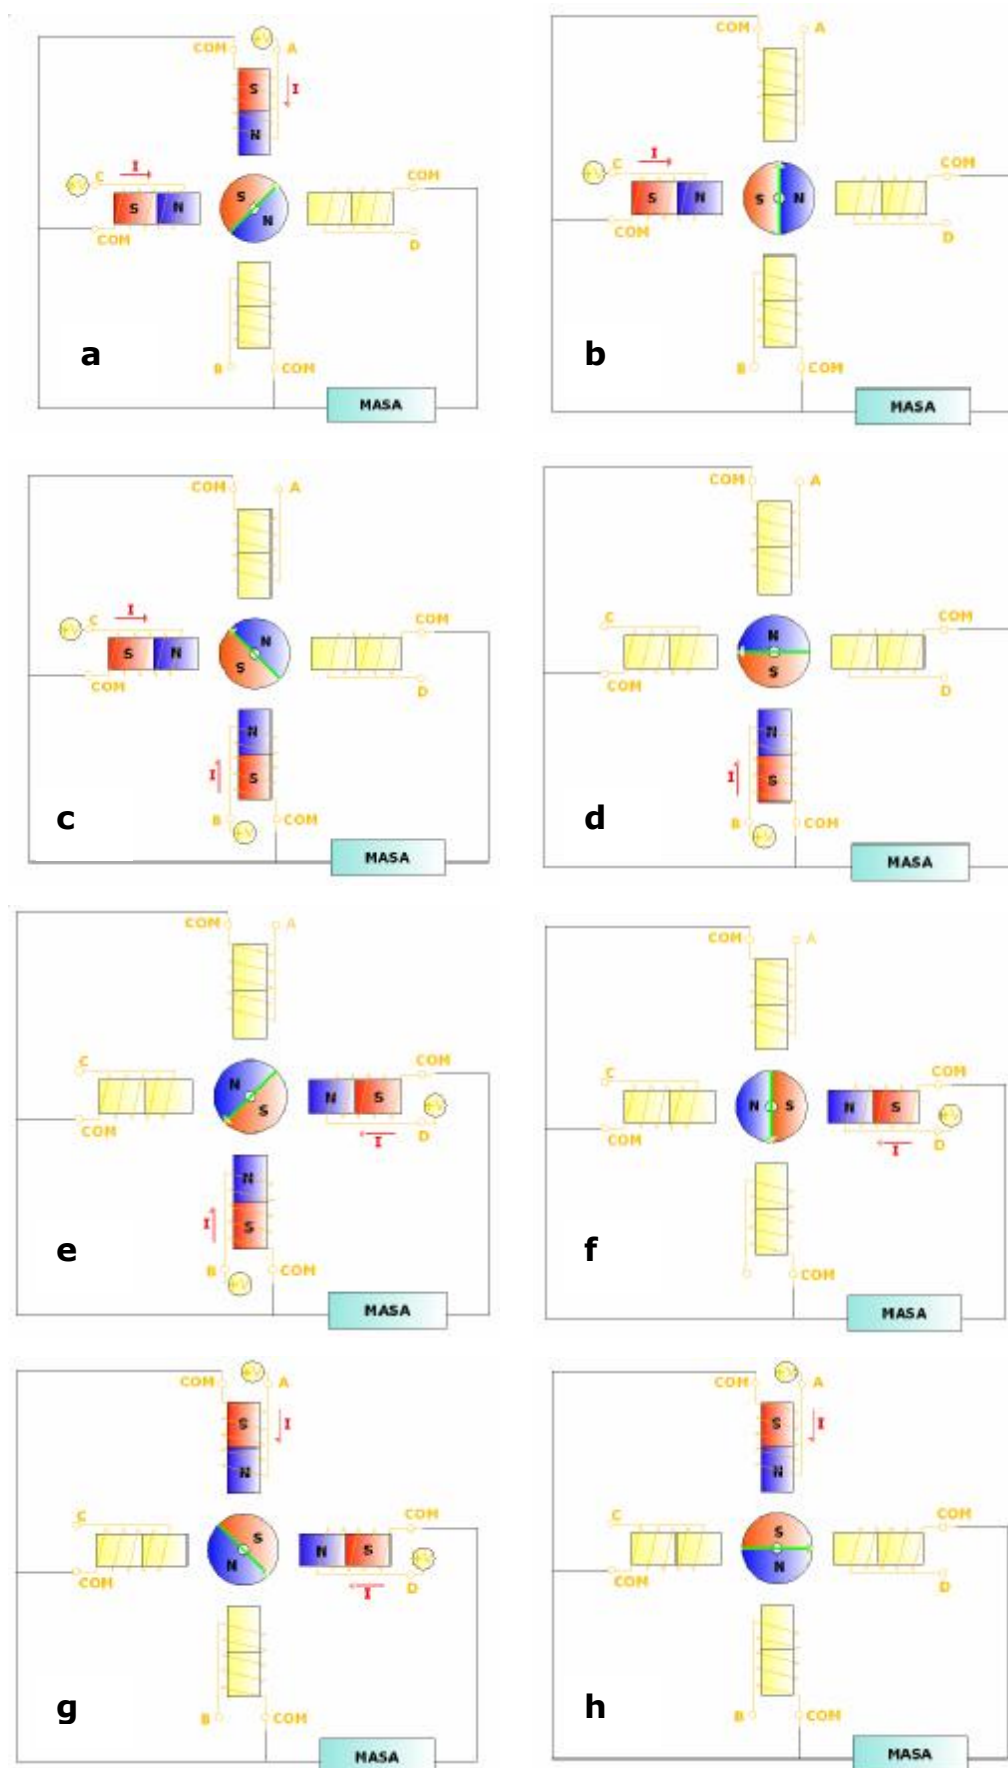 COM +V A
S I
N
I
+V C COM
S N S N
COM D
a
B COM
MASA
COM A
I
+V C COM
S N S N
COM D
b
B COM
MASA
COM A
I
+V C COM
S N N S
COM D
N
I S
c
B COM
+V
MASA
COM A
C COM
N
S
COM D
N
I S
d
B COM
+V
MASA
COM A
C COM
N S N S +V
COM I D
N
I S
e
B COM
+V
MASA
COM A
C COM
N S N S +V
COM I D
f
COM
MASA
+V
COM A
S I
N
C COM
S N N S +V
COM I D
g
B COM
MASA
+V
COM A
S I
N
C COM
S
N
COM D
h
B COM
MASA